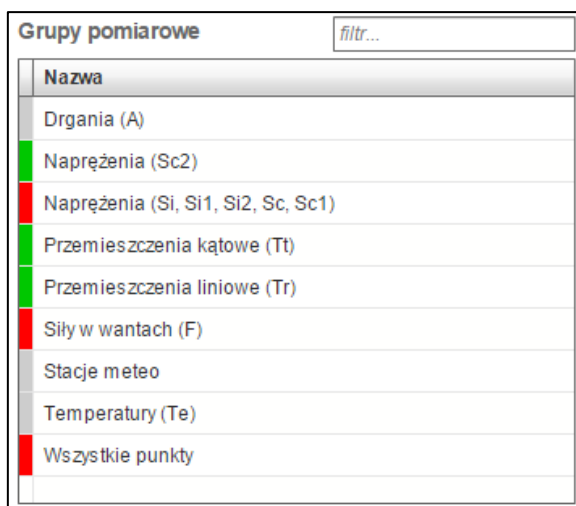 Grupy pomiarowe
filtr...
Nazwa
Drgania (A)
Naprężenia (Sc2)
Naprężenia (Si, Si1, Si2, Sc, Sc1)
Przemieszczenia kątowe (Tt)
Przemieszczenia liniowe (Tr)
Siły w wantach (F)
Stacje meteo
Temperatury (Te)
Wszystkie punkty